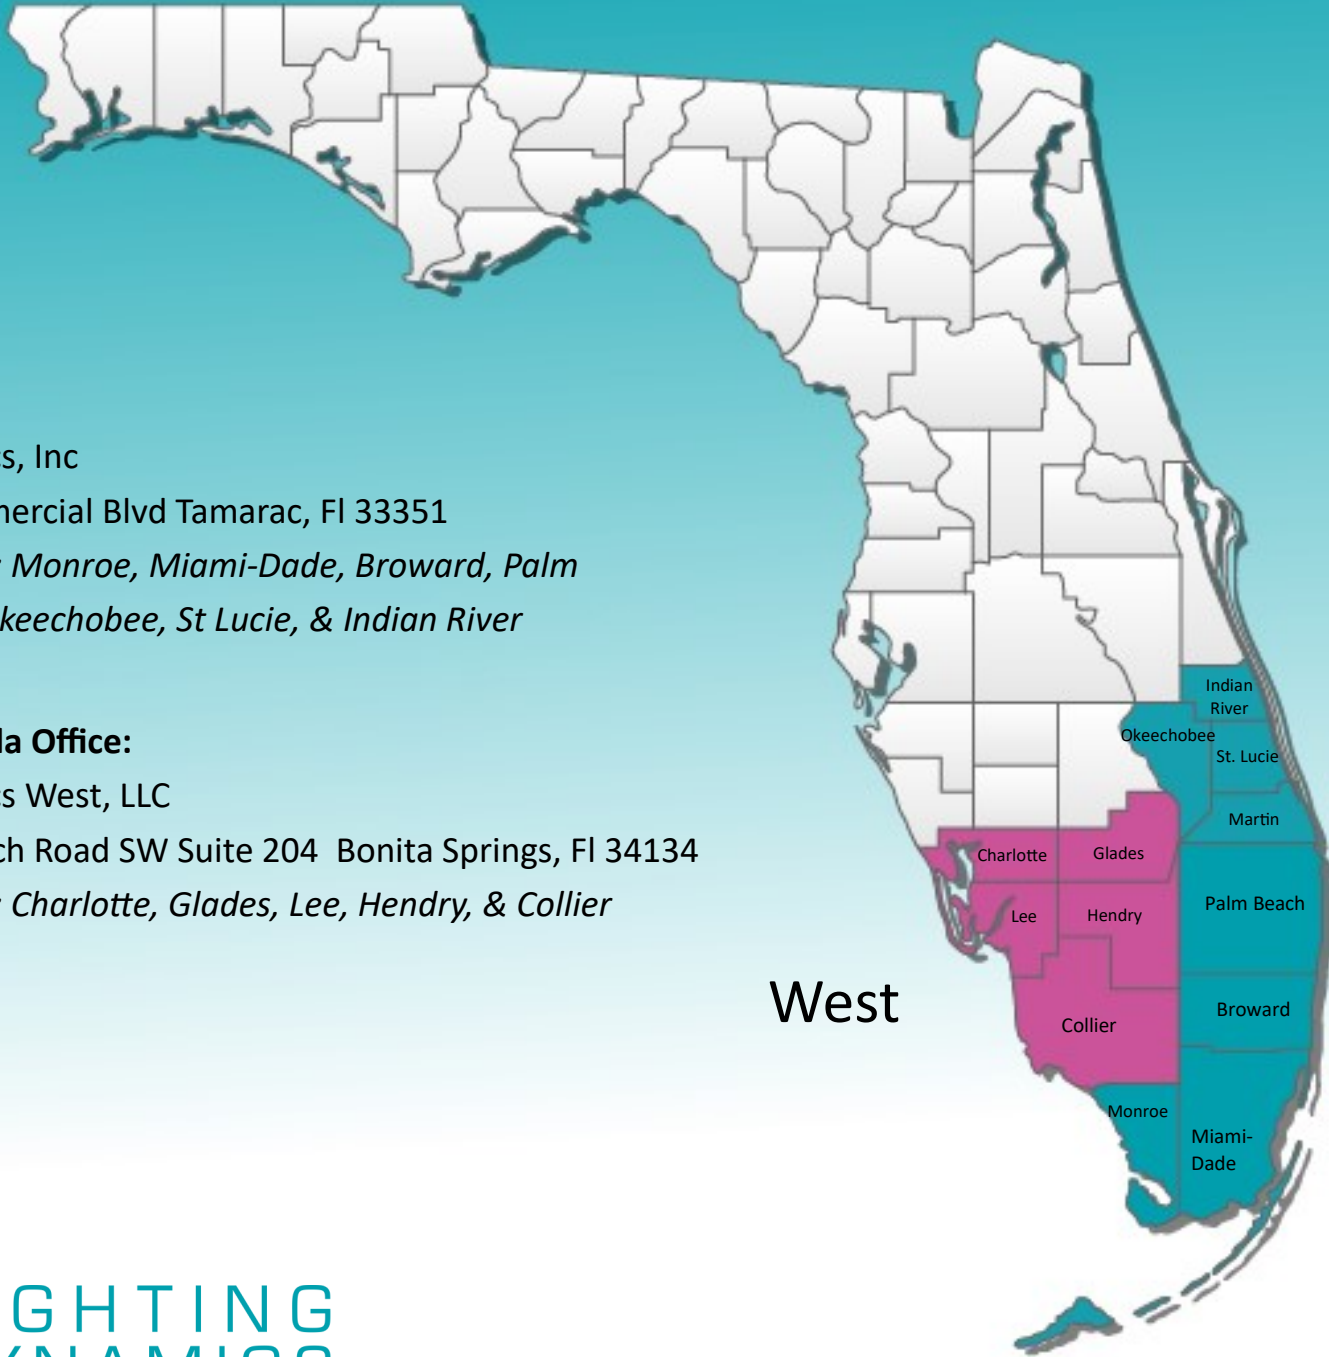 s, Inc
ercial Blvd Tamarac, Fl 33351
: Monroe, Miami-Dade, Broward, Palm
keechobee, St Lucie, & Indian River
la Office:
s West, LLC
ch Road SW Suite 204  Bonita Springs, Fl 34134
: Charlotte, Glades, Lee, Hendry, & Collier
West
Indian
River
Okeechobee
St. Lucie
Martin
Charlotte
Glades
Palm Beach
Lee
Hendry
Broward
Collier
Monroe
Miami-
Dade
GHTING
YNAMICS